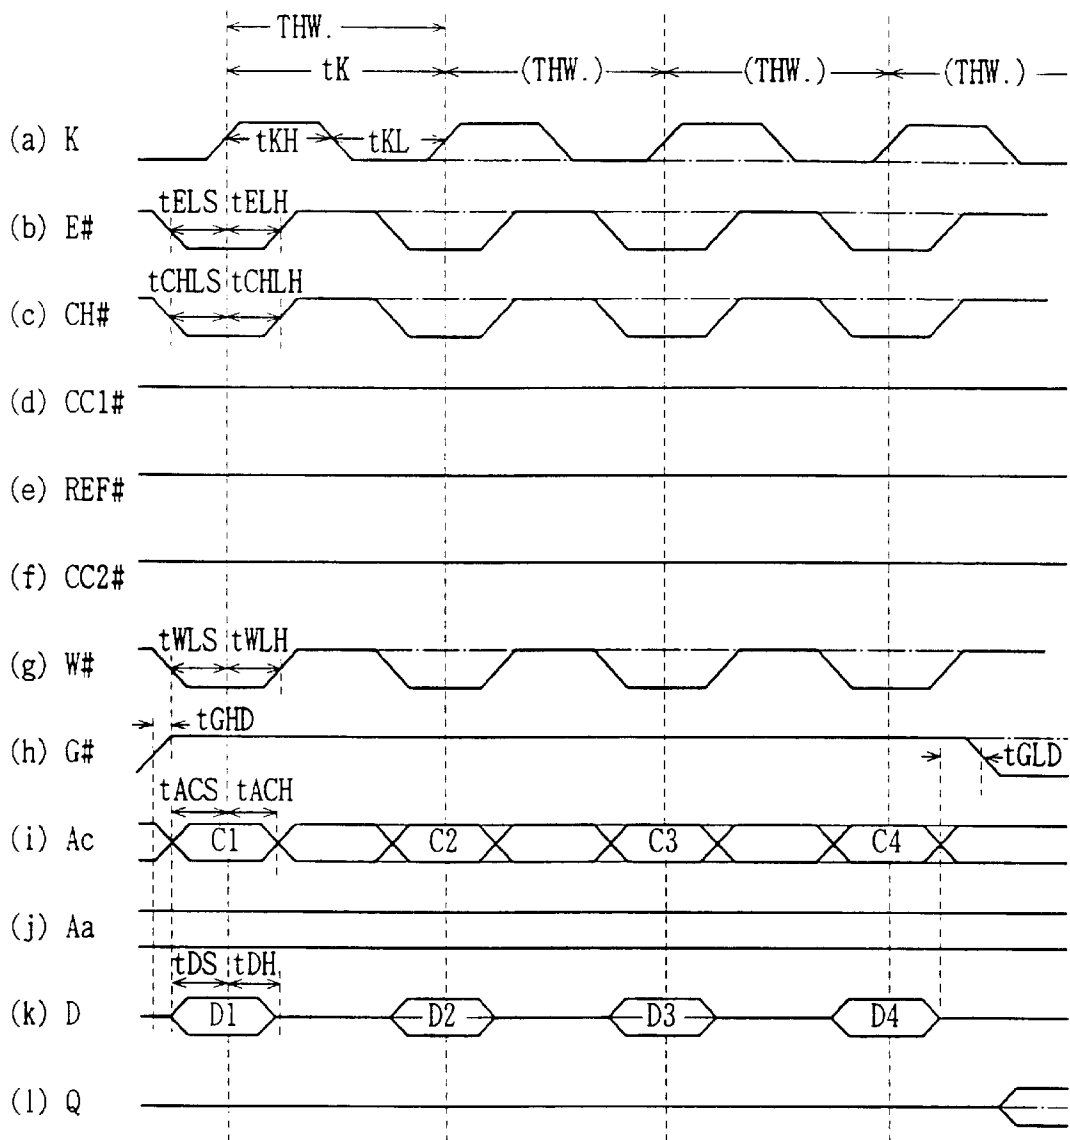 THW.
tK (THW.) (THW.) (THW.)
(a) K tKH tKL
tELS tELH
(b) E#
tCHLS tCHLH
(c) CH#
(d) CC1#
(e) REF#
(f) CC2#
tWLS tWLH
(g) W#
tGHD
(h) G# tGLD
tACS tACH
(i) Ac C1 C2 C3 C4
(j) Aa
tDS tDH
(k) D D1 D2 D3 D4
(l) Q